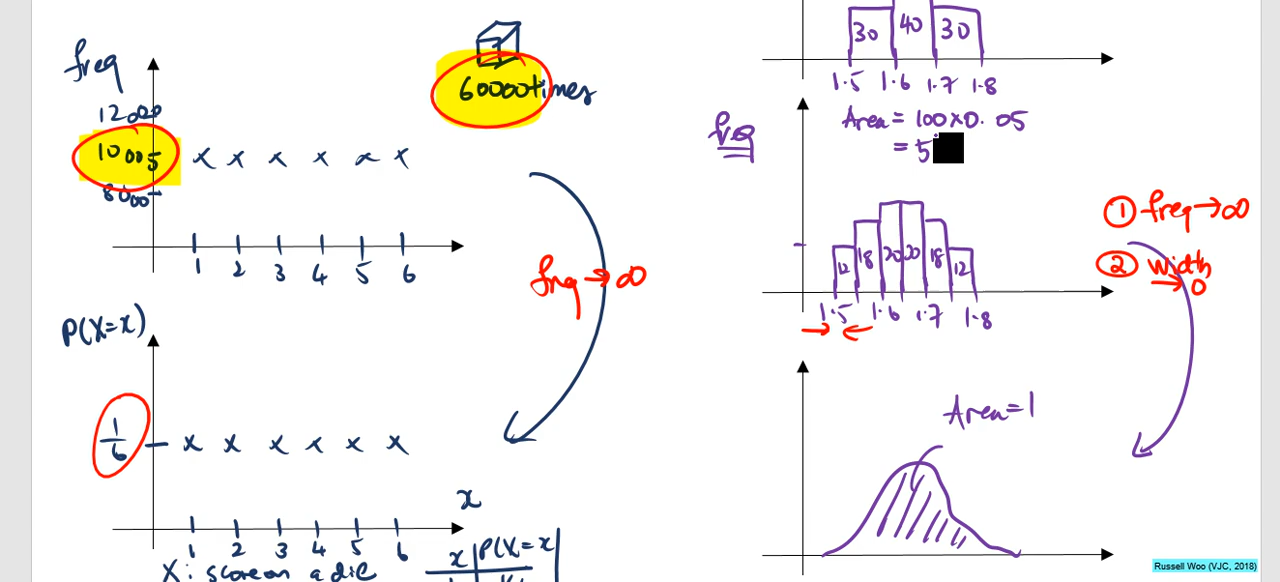 freq
12000
10005
8000
1 2 3 4 5 6
60000 times
freq → ∞
P(X=x)
1/6
x
1 2 3 4 5 6
X: score on a die
x P(X=x)
30 40 30
1.5 1.6 1.7 1.8
Area = 100×0.05
= 5
freq
12 18 20 20 18 12
1.5 1.6 1.7 1.8
① freq → ∞
② width
→ 0
Area = 1
Russell Woo (VJC, 2018)